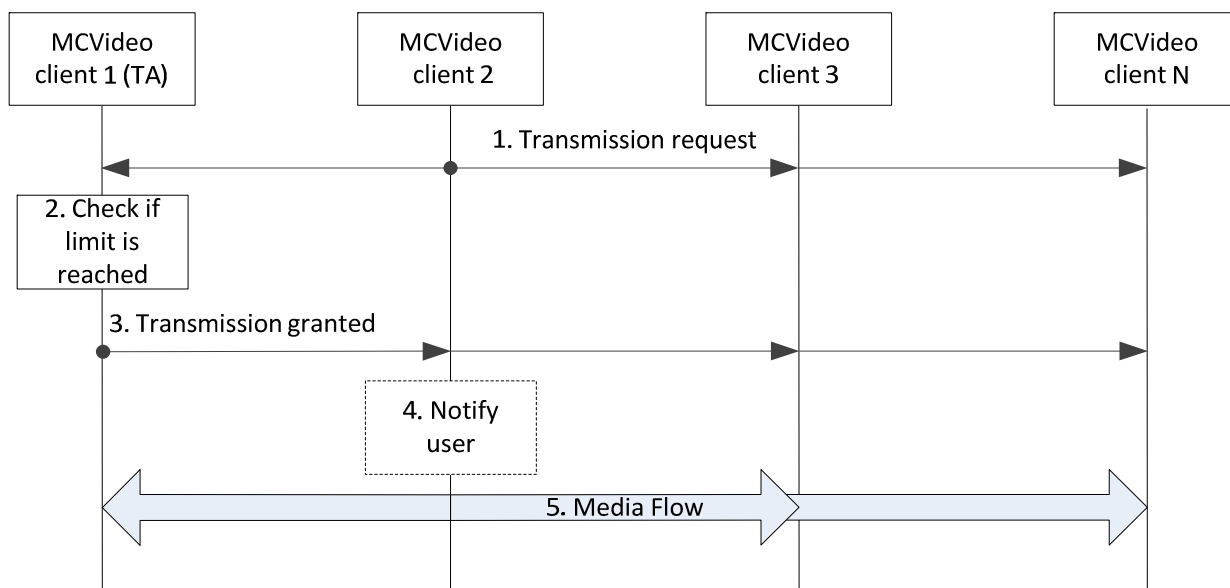 MCVideo
client 1 (TA)
MCVideo
client 2
MCVideo
client 3
MCVideo
client N
1. Transmission request
2. Check if
limit is
reached
3. Transmission granted
4. Notify
user
5. Media Flow